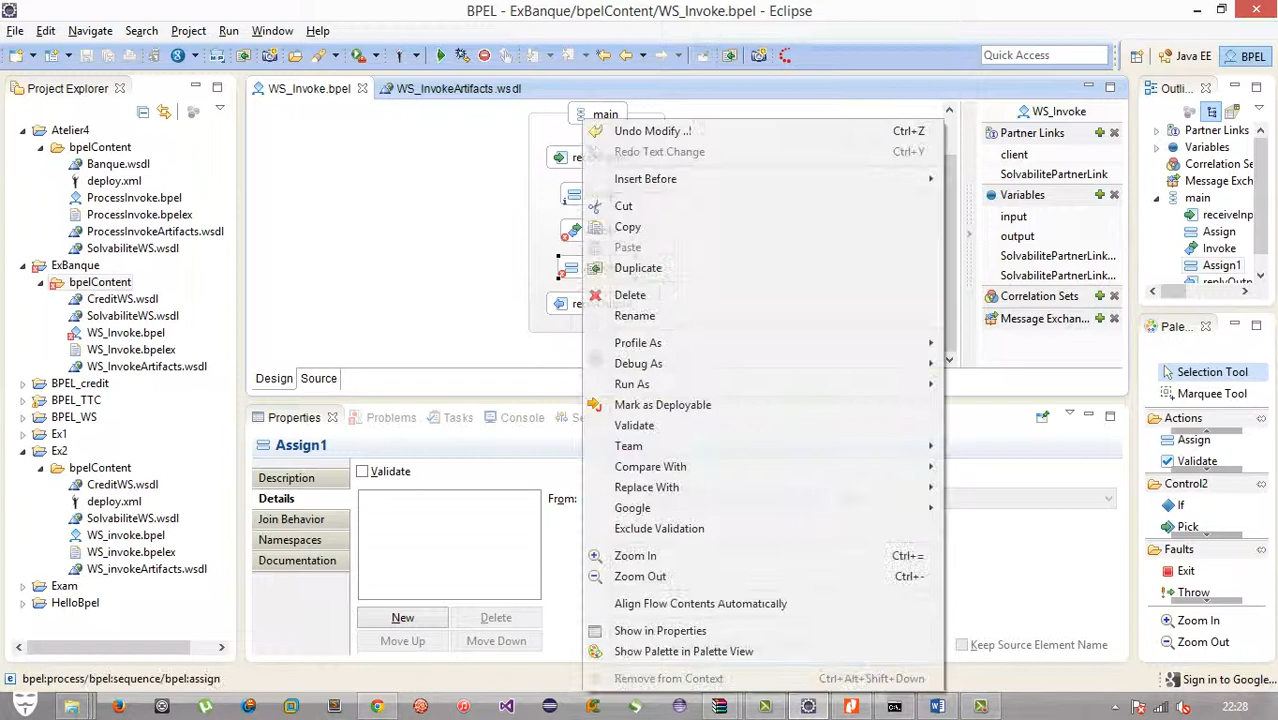 BPEL - ExBanque/bpelContent/WS_Invoke.bpel - Eclipse
File Edit Navigate Search Project Run Window Help
Quick Access
Java EE
BPEL
Project Explorer
Atelier4
bpelContent
Banque.wsdl
deploy.xml
ProcessInvoke.bpel
ProcessInvoke.bpelex
ProcessInvokeArtifacts.wsdl
SolvabiliteWS.wsdl
ExBanque
bpelContent
CreditWS.wsdl
SolvabiliteWS.wsdl
WS_Invoke.bpel
WS_Invoke.bpelex
WS_InvokeArtifacts.wsdl
BPEL_credit
BPEL_TTC
BPEL_WS
Ex1
Ex2
bpelContent
CreditWS.wsdl
deploy.xml
SolvabiliteWS.wsdl
WS_invoke.bpel
WS_invoke.bpelex
WS_invokeArtifacts.wsdl
Exam
HelloBpel
WS_Invoke.bpel
WS_InvokeArtifacts.wsdl
main
Design
Source
Undo Modify ..! Ctrl+Z
Redo Text Change Ctrl+Y
Insert Before
Cut
Copy
Paste
Duplicate
Delete
Rename
Profile As
Debug As
Run As
Mark as Deployable
Validate
Team
Compare With
Replace With
Google
Exclude Validation
Zoom In Ctrl+=
Zoom Out Ctrl+-
Align Flow Contents Automatically
Show in Properties
Show Palette in Palette View
Remove from Context Ctrl+Alt+Shift+Down
WS_Invoke
Partner Links
client
SolvabilitePartnerLink
Variables
input
output
SolvabilitePartnerLink...
SolvabilitePartnerLink...
Correlation Sets
Message Exchan...
Outli...
Partner Links
Variables
Correlation Se
Message Exch
main
receiveInp
Assign
Invoke
Assign1
replyOutp
Pale...
Selection Tool
Marquee Tool
Actions
Assign
Validate
Control2
If
Pick
Faults
Exit
Throw
Zoom In
Zoom Out
Properties
Problems
Tasks
Console
Se
Assign1
Description
Details
Join Behavior
Namespaces
Documentation
Validate
From:
New
Delete
Move Up
Move Down
Keep Source Element Name
bpel:process/bpel:sequence/bpel:assign
Sign in to Google...
22:28